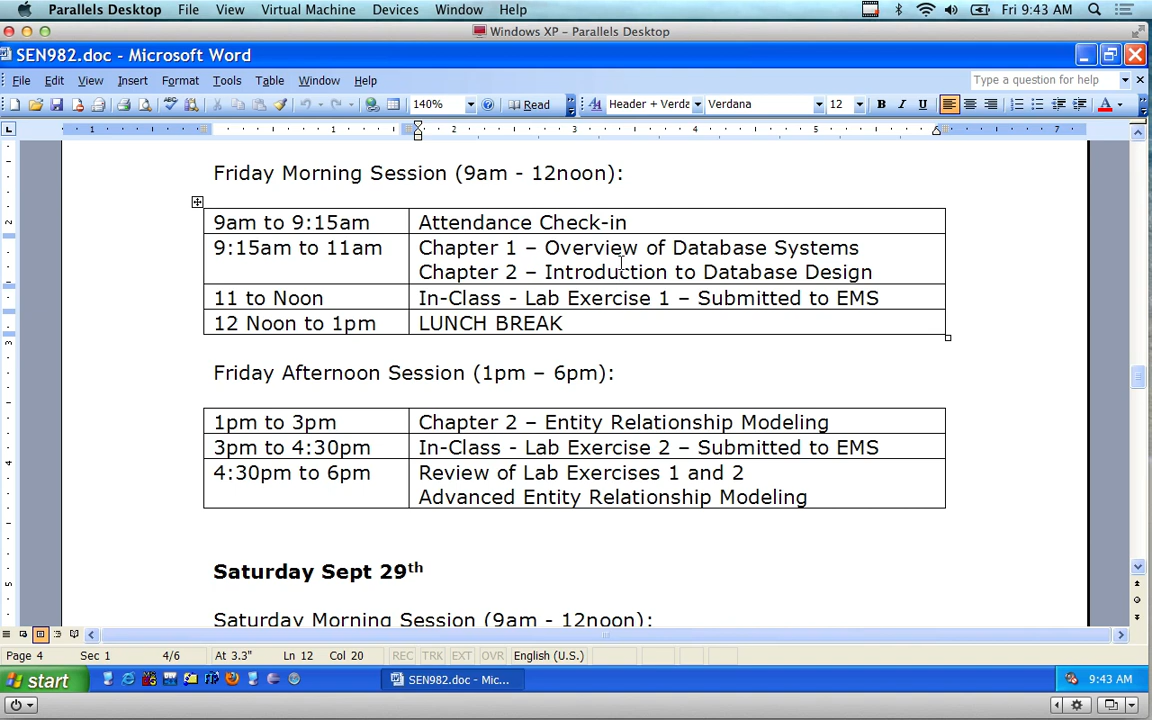 Parallels Desktop File View Virtual Machine Devices Window Help Fri 9:43 AM
Windows XP – Parallels Desktop
SEN982.doc - Microsoft Word
File Edit View Insert Format Tools Table Window Help Type a question for help
140% Read Header + Verda Verdana 12 B I U A
1 1 2 3 4 5 7
Friday Morning Session (9am - 12noon):
9am to 9:15am Attendance Check-in
9:15am to 11am Chapter 1 – Overview of Database Systems
Chapter 2 – Introduction to Database Design
11 to Noon In-Class - Lab Exercise 1 – Submitted to EMS
12 Noon to 1pm LUNCH BREAK
Friday Afternoon Session (1pm – 6pm):
1pm to 3pm Chapter 2 – Entity Relationship Modeling
3pm to 4:30pm In-Class - Lab Exercise 2 – Submitted to EMS
4:30pm to 6pm Review of Lab Exercises 1 and 2
Advanced Entity Relationship Modeling
Saturday Sept 29th
Saturday Morning Session (9am - 12noon):
Page 4 Sec 1 4/6 At 3.3" Ln 12 Col 20 REC TRK EXT OVR English (U.S.)
start SEN982.doc - Mic... 9:43 AM